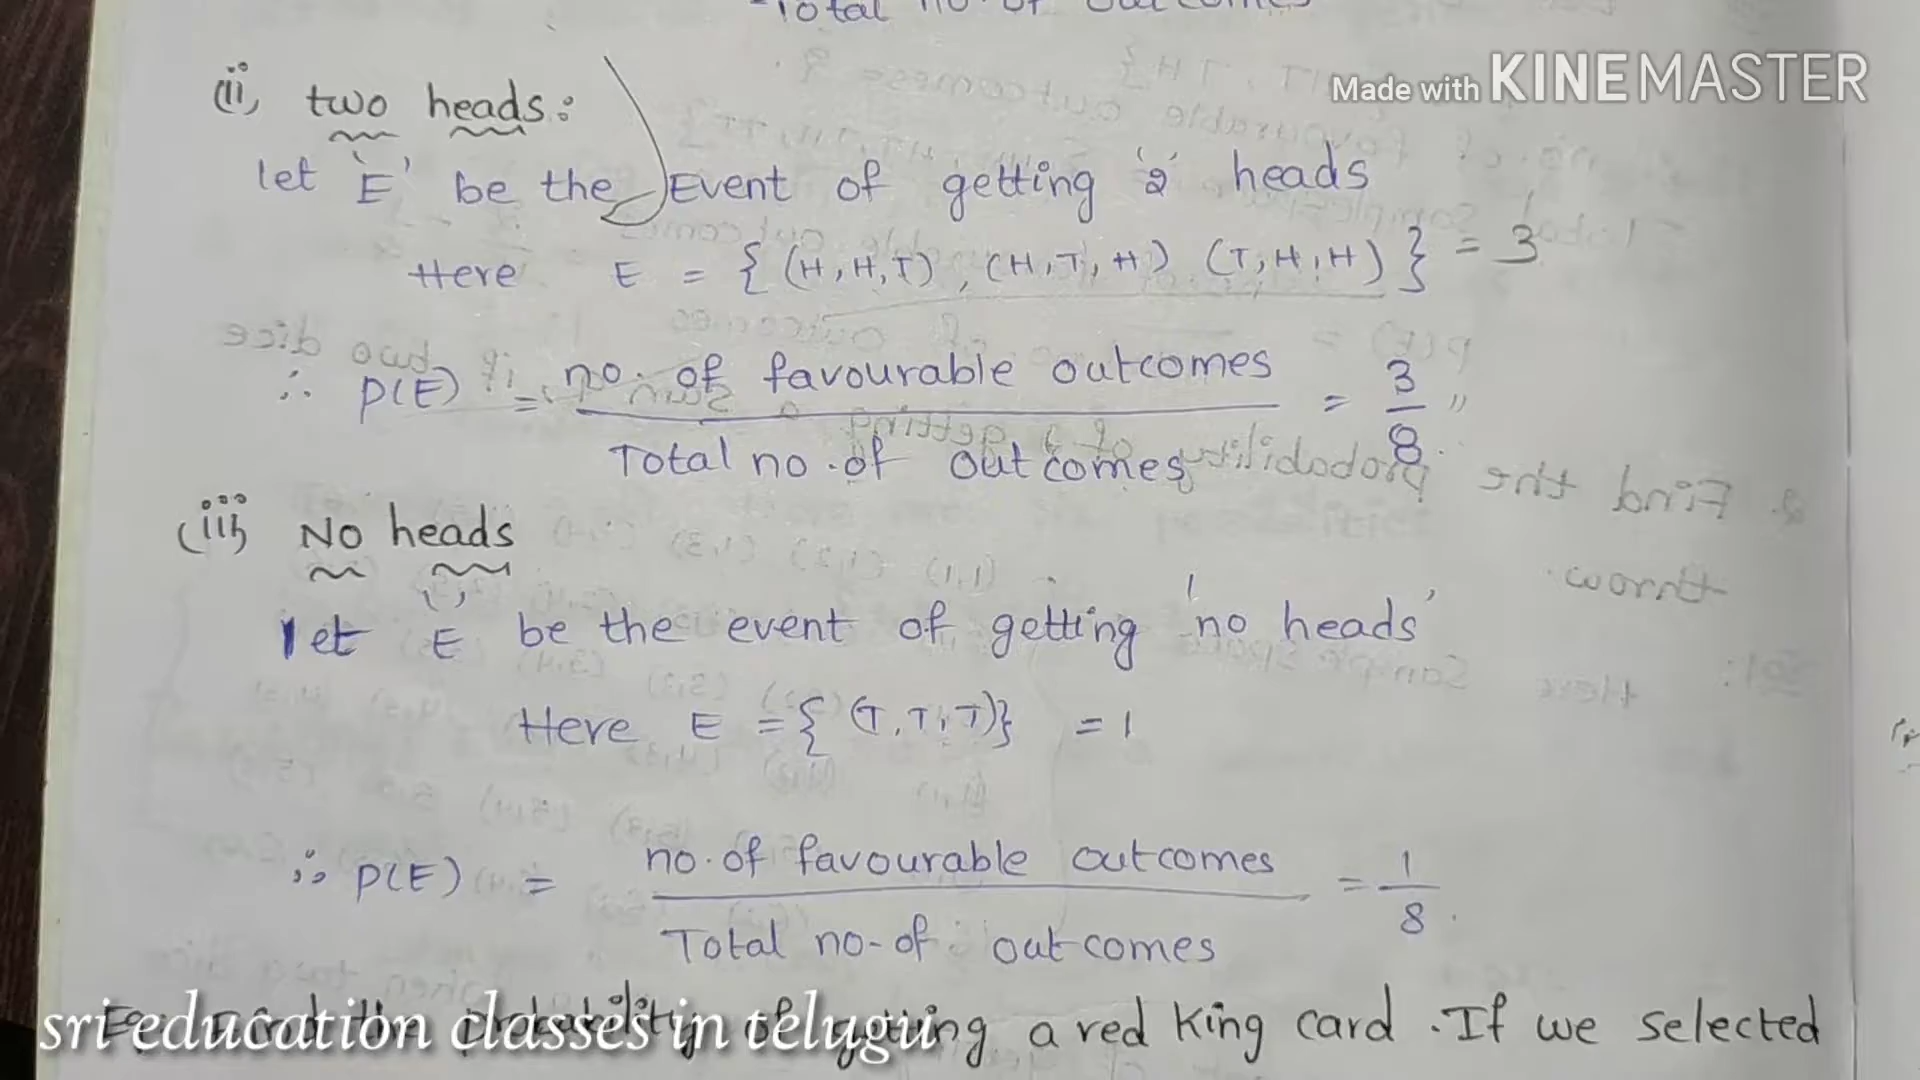 Total no. of outcomes
Made with KINEMASTER
(ii) two heads:
let 'E' be the Event of getting '2' heads
Here E = { (H,H,T), (H,T,H) (T,H,H) } = 3
∴ P(E) = no. of favourable outcomes = 3
Total no. of outcomes 8
(iii) No heads
let 'E' be the event of getting 'no heads'
Here E = { (T,T,T)} = 1
∴ P(E) = no. of favourable outcomes = 1
Total no. of outcomes 8
a red King card. If we selected
sri education classes in telugu